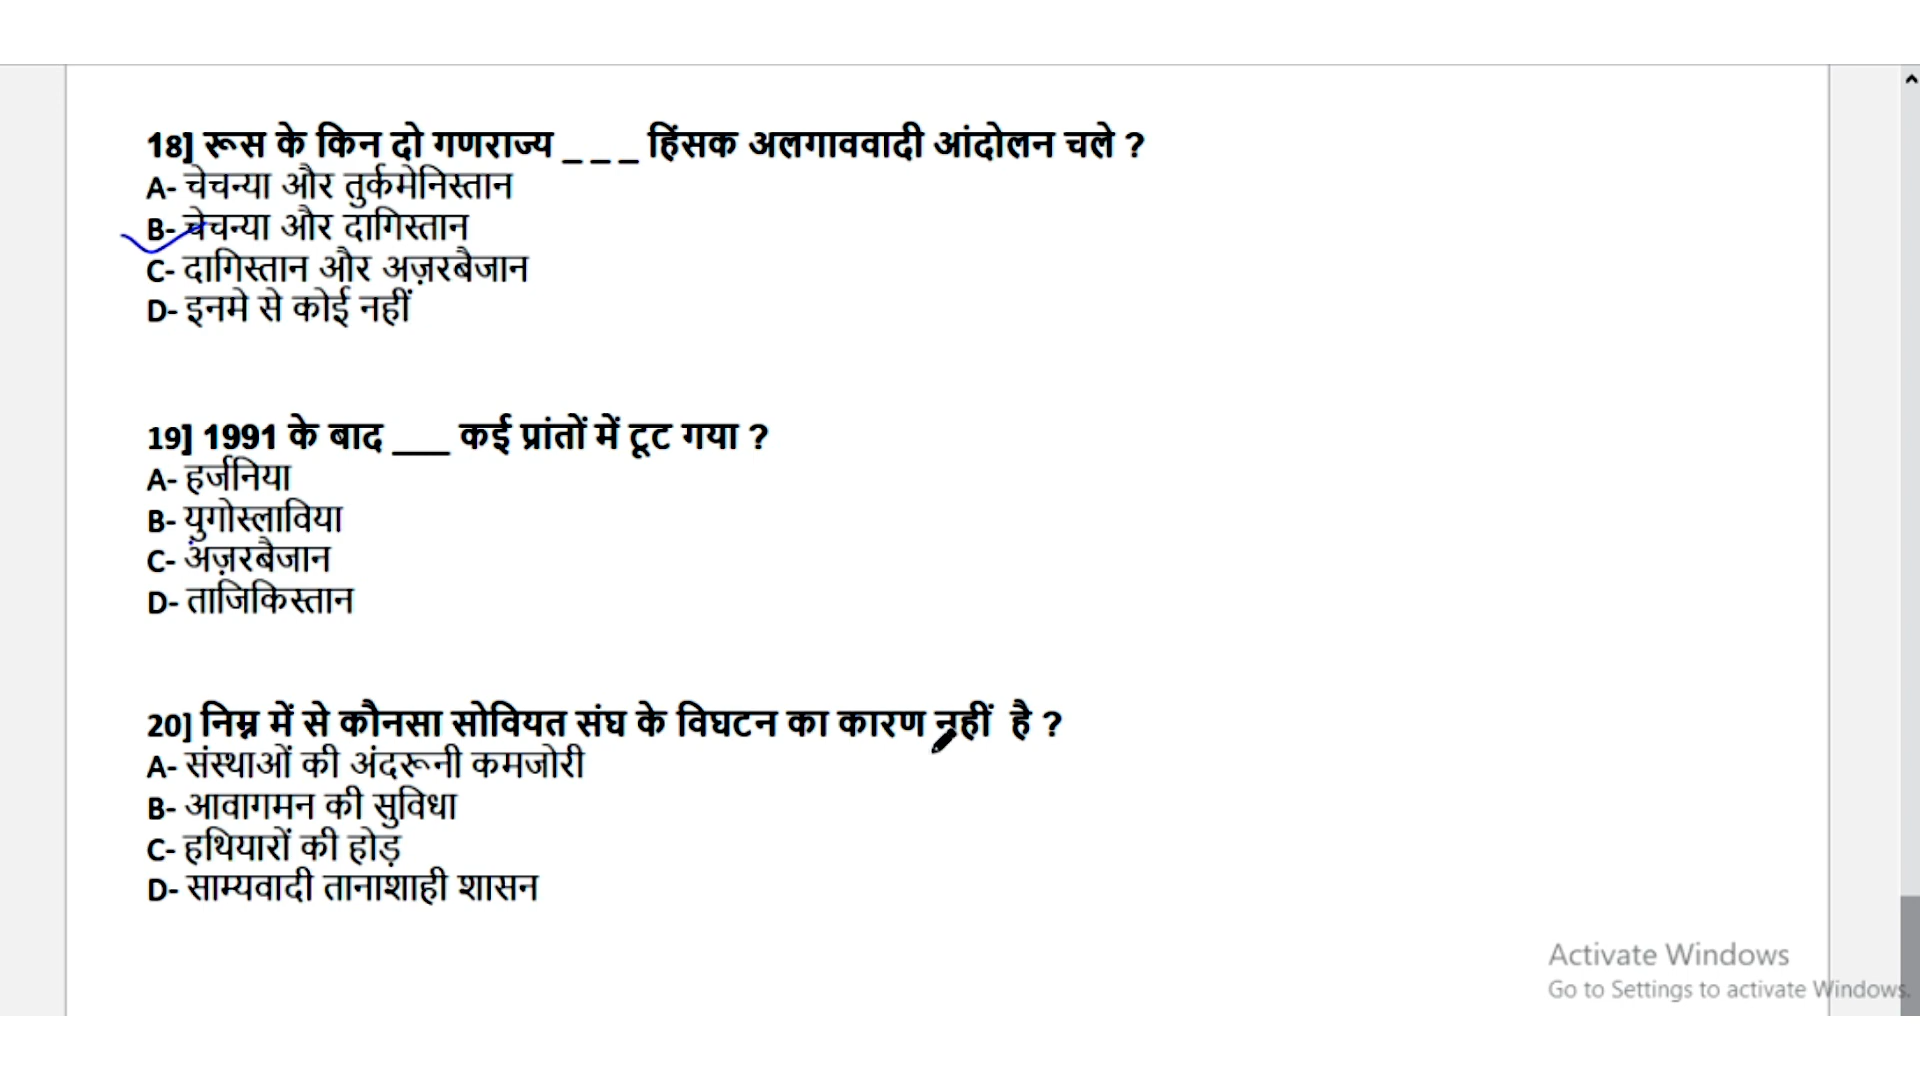 18] रूस के किन दो गणराज्य _ _ _ हिंसक अलगाववादी आंदोलन चले ?
A- चेचन्या और तुर्कमेनिस्तान
B- चेचन्या और दागिस्तान
C- दागिस्तान और अज़रबैजान
D- इनमे से कोई नहीं
19] 1991 के बाद ___ कई प्रांतों में टूट गया ?
A- हर्जनिया
B- युगोस्लाविया
C- अज़रबैजान
D- ताजिकिस्तान
20] निम्न में से कौनसा सोवियत संघ के विघटन का कारण नहीं है ?
A- संस्थाओं की अंदरूनी कमजोरी
B- आवागमन की सुविधा
C- हथियारों की होड़
D- साम्यवादी तानाशाही शासन
Activate Windows
Go to Settings to activate Windows.